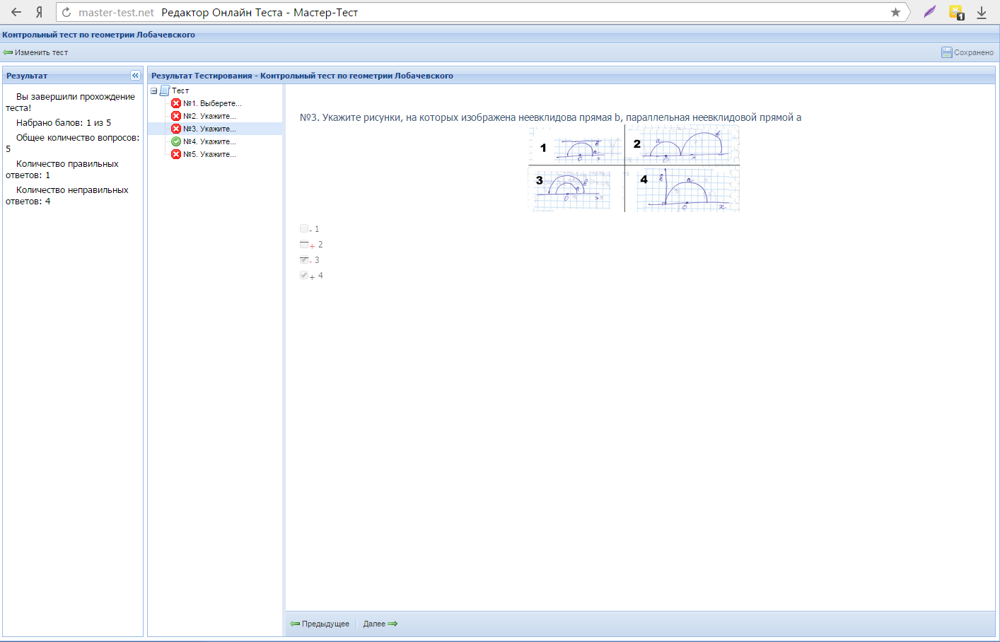 master-test.net Редактор Онлайн Теста - Мастер-Тест
1
Контрольный тест по геометрии Лобачевского
Изменить тест
Сохранено
Результат
Вы завершили прохождение
теста!
Набрано балов: 1 из 5
Общее количество вопросов:
5
Количество правильных
ответов: 1
Количество неправильных
ответов: 4
Результат Тестирования - Контрольный тест по геометрии Лобачевского
Тест
№1. Выберете...
№2. Укажите...
№3. Укажите...
№4. Укажите...
№5. Укажите...
№3. Укажите рисунки, на которых изображена неевклидова прямая b, параллельная неевклидовой прямой a
1 b a O x
2 a b O x
3 b a O x
4 b a O x
- 1
+ 2
- 3
+ 4
Предыдущее Далее